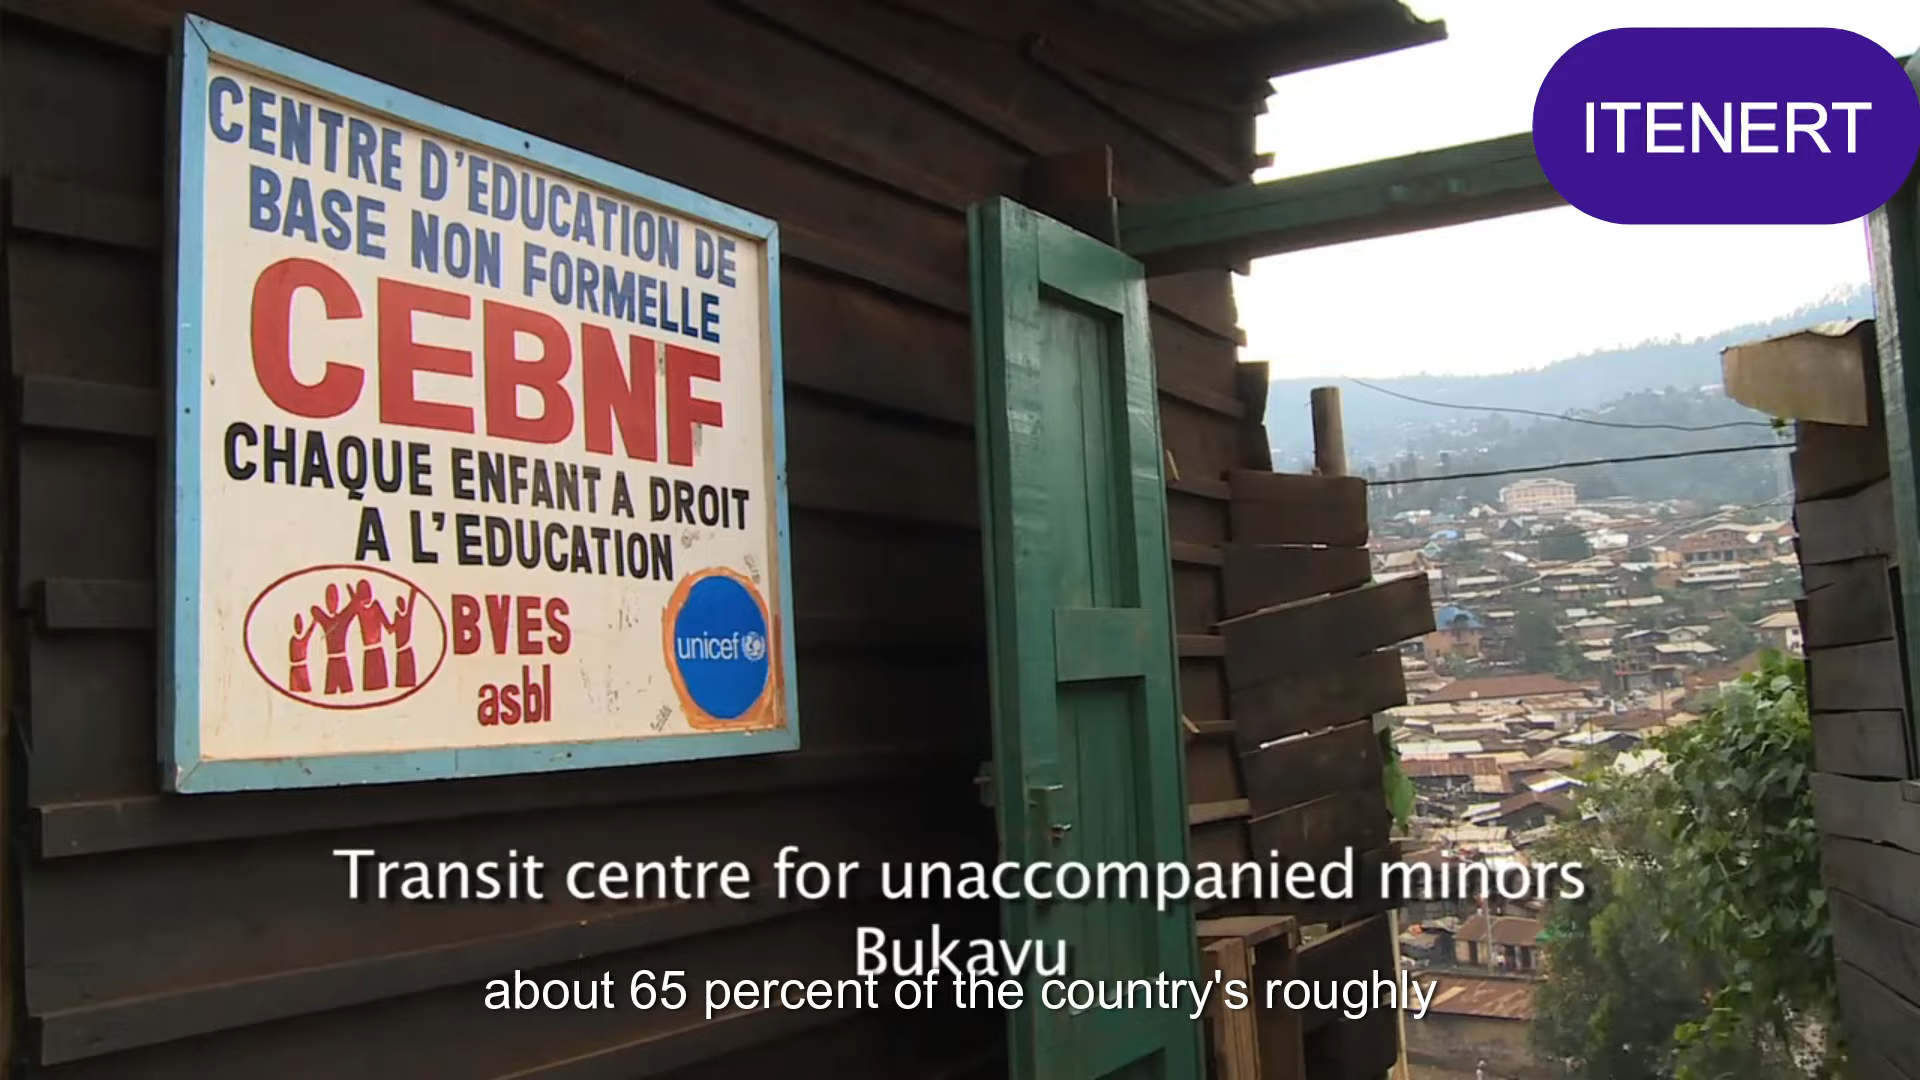 CENTRE D'EDUCATION DE
BASE NON FORMELLE
CEBNF
CHAQUE ENFANT A DROIT
A L'EDUCATION
BVES
asbl
unicef
ITENERT
Transit centre for unaccompanied minors
Bukavu
about 65 percent of the country's roughly